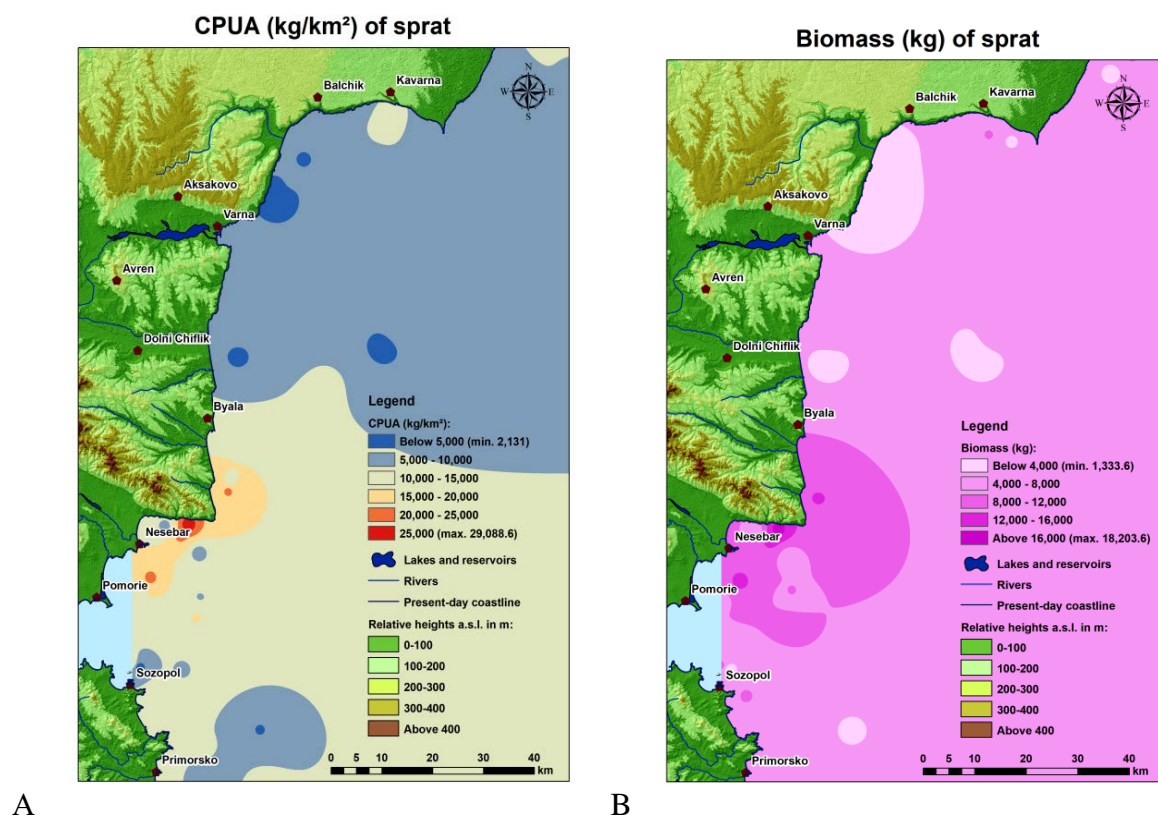 CPUA (kg/km²) of sprat
N
W E
S
Balchik
Kavarna
Aksakovo
Varna
Avren
Dolni Chiflik
Byala
Nesebar
Pomorie
Sozopol
Primorsko
Legend
CPUA (kg/km²):
Below 5,000 (min. 2,131)
5,000 - 10,000
10,000 - 15,000
15,000 - 20,000
20,000 - 25,000
25,000 (max. 29,088.6)
Lakes and reservoirs
Rivers
Present-day coastline
Relative heights a.s.l. in m:
0-100
100-200
200-300
300-400
Above 400
0 5 10 20 30 40
km
A
Biomass (kg) of sprat
N
W E
S
Balchik
Kavarna
Aksakovo
Varna
Avren
Dolni Chiflik
Byala
Nesebar
Pomorie
Sozopol
Primorsko
Legend
Biomass (kg):
Below 4,000 (min. 1,333.6)
4,000 - 8,000
8,000 - 12,000
12,000 - 16,000
Above 16,000 (max. 18,203.6)
Lakes and reservoirs
Rivers
Present-day coastline
Relative heights a.s.l. in m:
0-100
100-200
200-300
300-400
Above 400
0 5 10 20 30 40
km
B